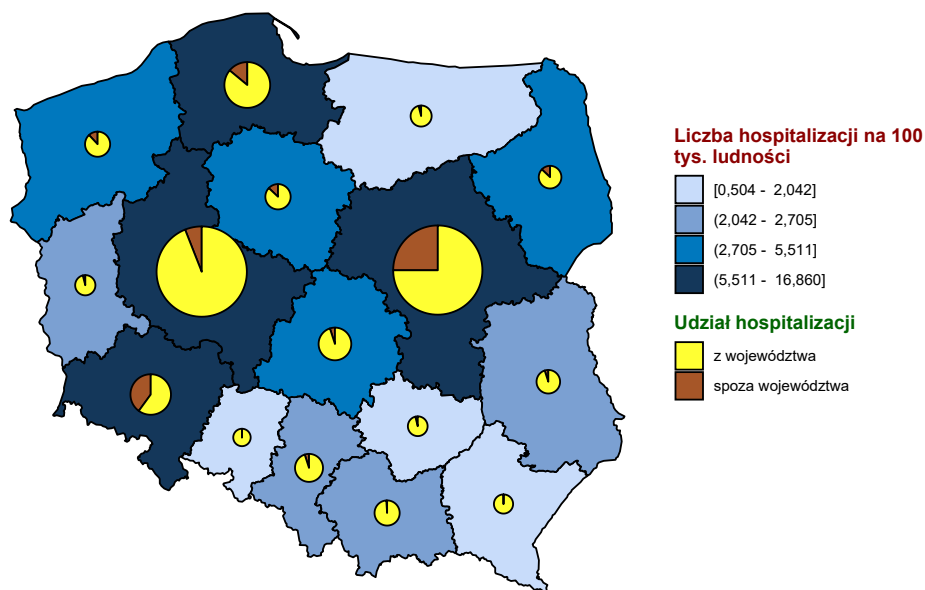 Liczba hospitalizacji na 100
tys. ludności
[0,504 - 2,042]
(2,042 - 2,705]
(2,705 - 5,511]
(5,511 - 16,860]
Udział hospitalizacji
z województwa
spoza województwa